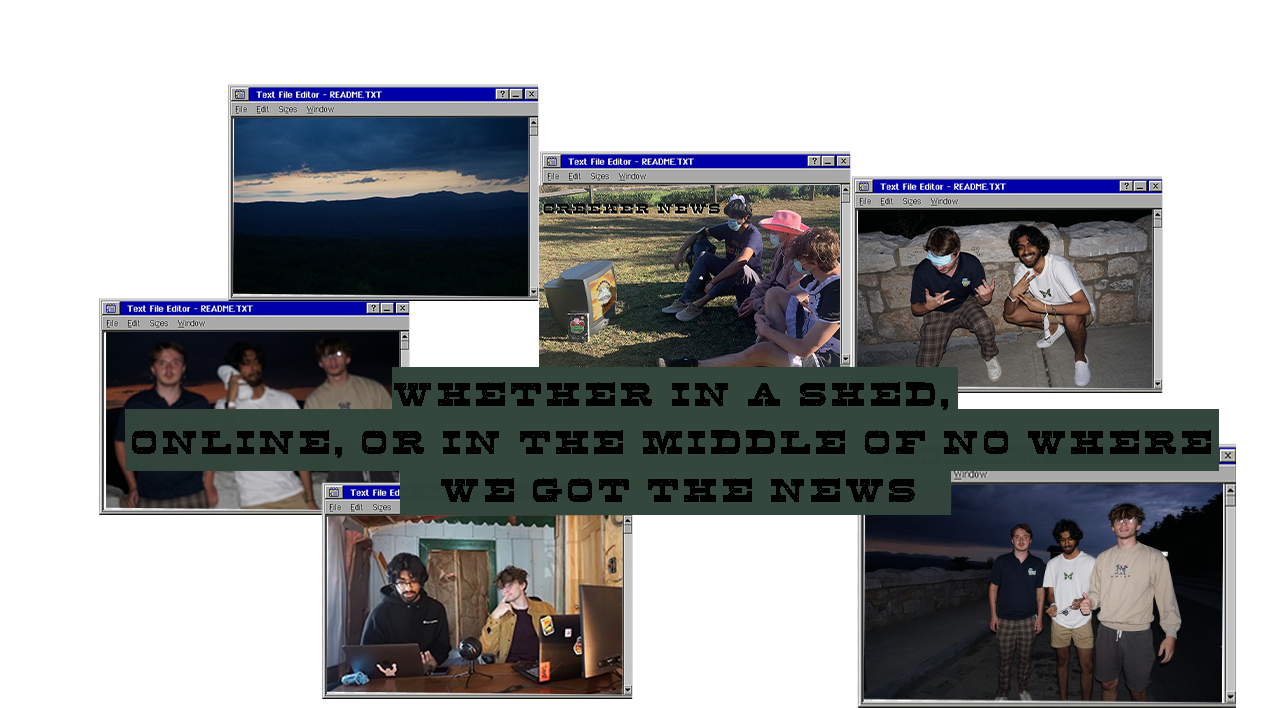 Text File Editor - README.TXT
File Edit Sizes Window
Text File Editor - README.TXT
File Edit Sizes Window
CREEKER NEWS
Text File Editor - README.TXT
File Edit Sizes Window
Text File Editor - README.TXT
File Edit Sizes Window
WHETHER IN A SHED,
ONLINE, OR IN THE MIDDLE OF NO WHERE
WE GOT THE NEWS
Text File Ed
File Edit Sizes
Window